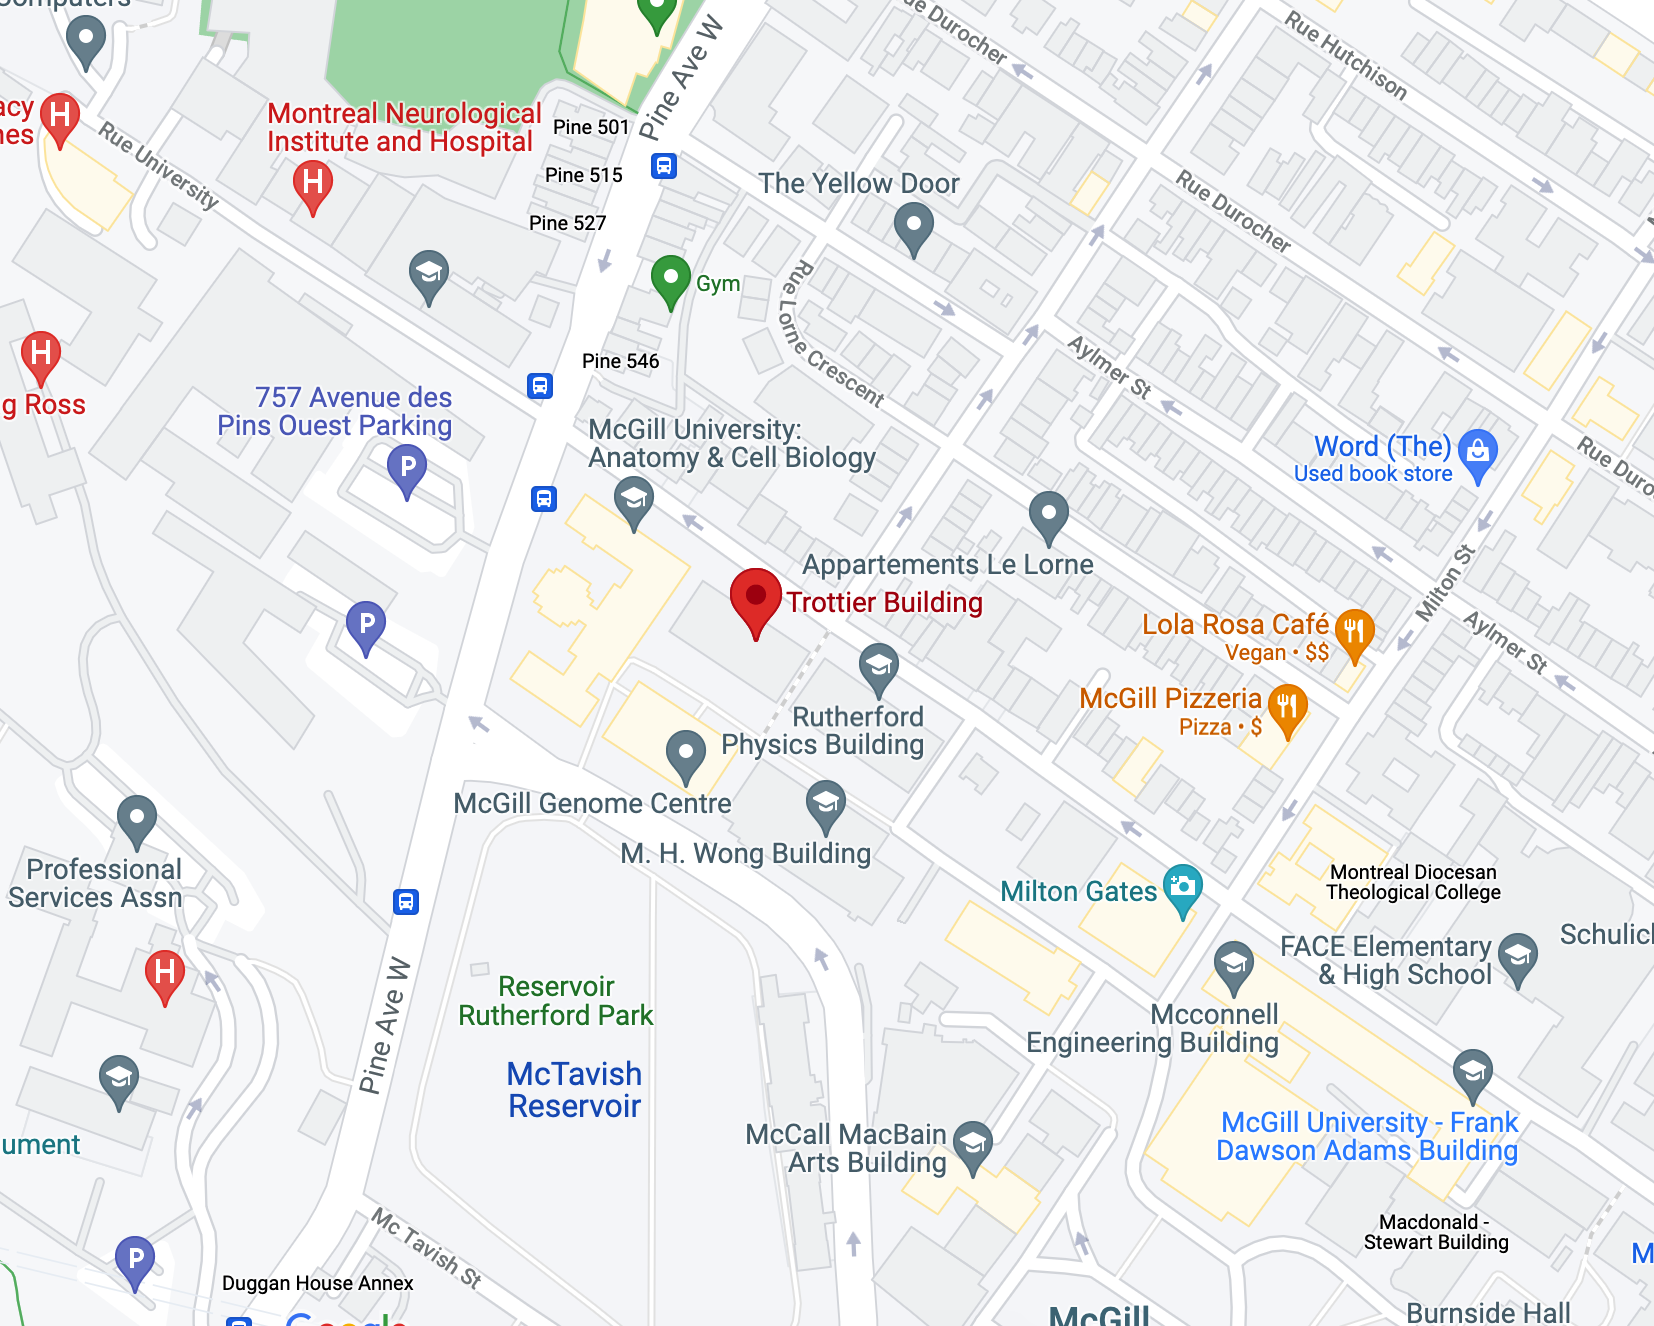 Computers
Rue Durocher
Rue Hutchison
Pine Ave W
acy
nes
Montreal Neurological
Institute and Hospital
Pine 501
Rue University
Pine 515
The Yellow Door
Rue Durocher
Pine 527
Gym
Rue Lorne Crescent
g Ross
Pine 546
Aylmer St
757 Avenue des
Pins Ouest Parking
McGill University:
Anatomy & Cell Biology
Word (The)
Used book store
Rue Duro
Appartements Le Lorne
Milton St
Trottier Building
Lola Rosa Café
Vegan • $$
Aylmer St
McGill Pizzeria
Pizza • $
Rutherford
Physics Building
McGill Genome Centre
M. H. Wong Building
Professional
Services Assn
Milton Gates
Montreal Diocesan
Theological College
FACE Elementary
& High School
Schulich
Pine Ave W
Reservoir
Rutherford Park
Mcconnell
Engineering Building
McTavish
Reservoir
McCall MacBain
Arts Building
McGill University - Frank
Dawson Adams Building
ument
Mc Tavish St
Macdonald -
Stewart Building
M
Duggan House Annex
Google
McGill
Burnside Hall